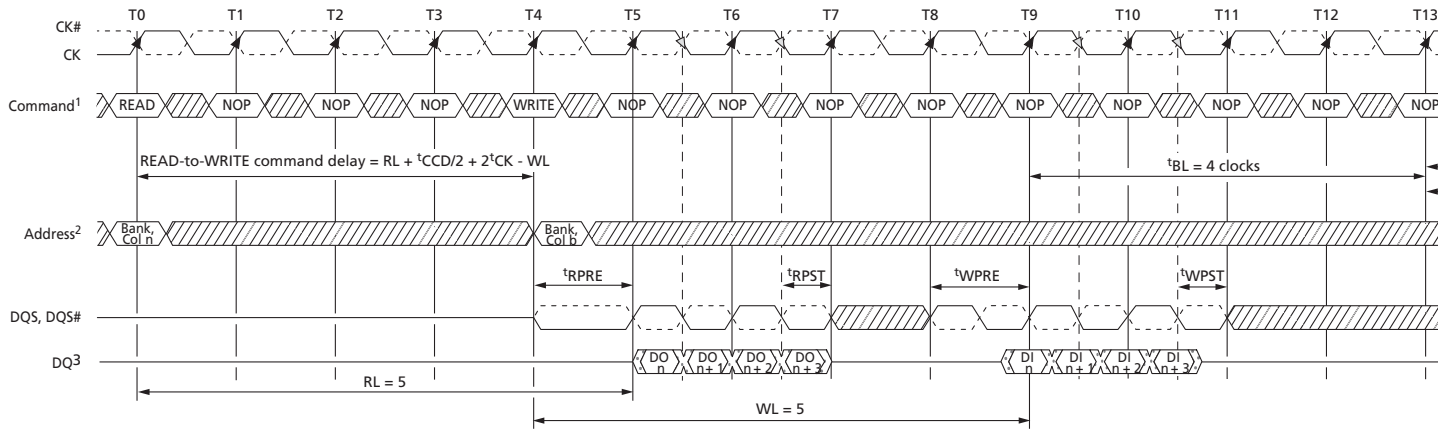 T0 T1 T2 T3 T4 T5 T6 T7 T8 T9 T10 T11 T12 T13
CK#
CK
Command1 READ NOP NOP NOP WRITE NOP NOP NOP NOP NOP NOP NOP NOP NOP
READ-to-WRITE command delay = RL + tCCD/2 + 2tCK - WL
tBL = 4 clocks
Address2 Bank, Col n Bank, Col b
tRPRE tRPST tWPRE tWPST
DQS, DQS#
DQ3 DO n DO n + 1 DO n + 2 DO n + 3 DI n DI n + 1 DI n + 2 DI n + 3
RL = 5
WL = 5